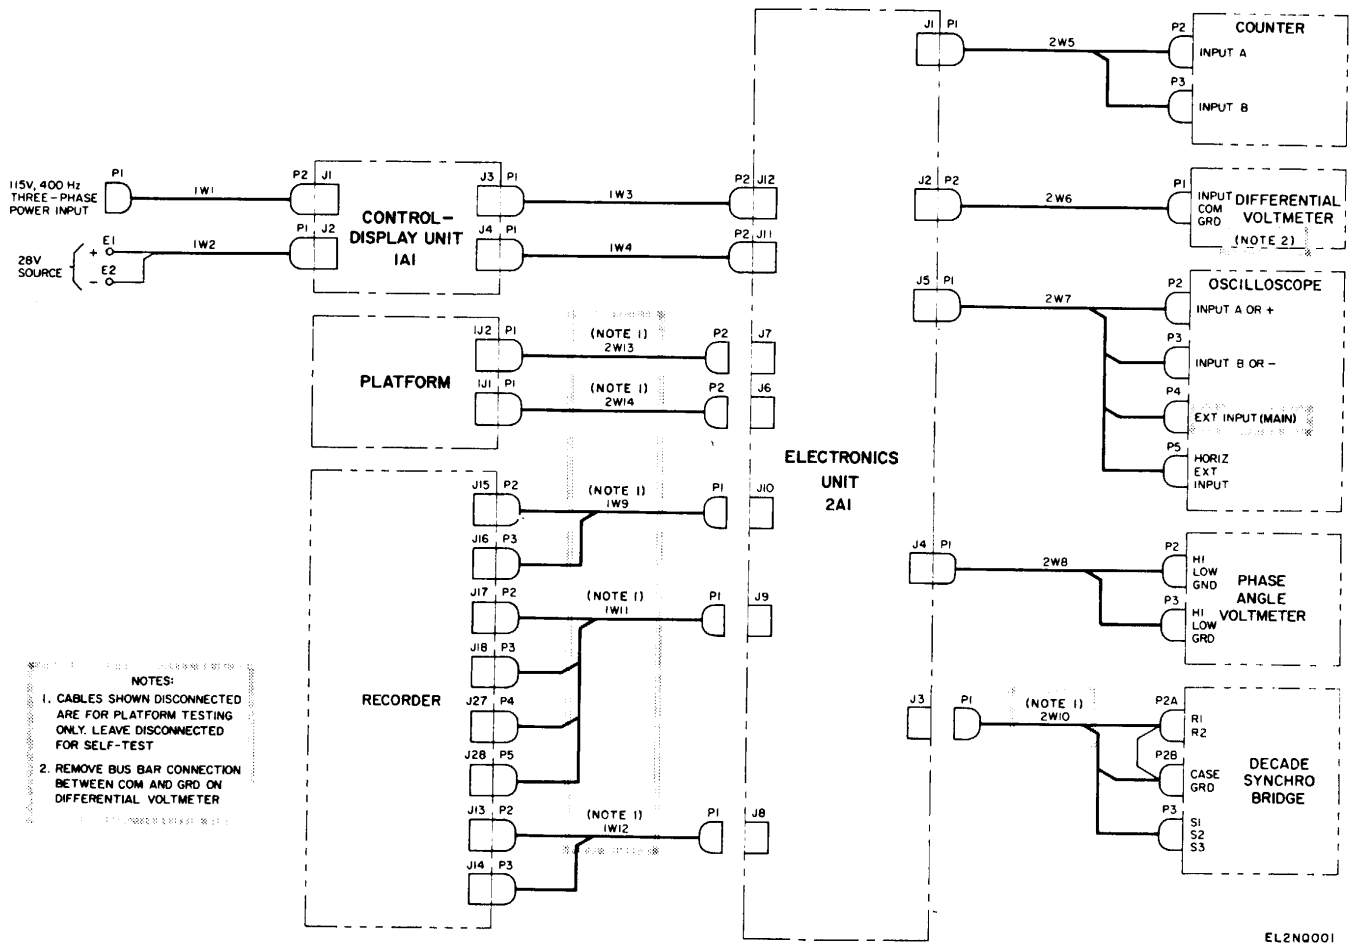 115V, 400 Hz
THREE-PHASE
POWER INPUT
P1
1W1
P2 J1
28V
SOURCE
+ E1
- E2
1W2
P1 J2
CONTROL-
DISPLAY UNIT
1A1
J3 P1
1W3
P2 J12
J4 P1
1W4
P2 J11
PLATFORM
1J2 P1
(NOTE 1)
2W13
P2 J7
1J1 P1
(NOTE 1)
2W14
P2 J6
RECORDER
J15 P2
(NOTE 1)
1W9
P1 J10
J16 P3
J17 P2
(NOTE 1)
1W11
P1 J9
J18 P3
J27 P4
J28 P5
J13 P2
(NOTE 1)
1W12
P1 J8
J14 P3
ELECTRONICS
UNIT
2A1
J1 P1
2W5
P2
INPUT A
P3
INPUT B
COUNTER
J2 P2
2W6
P1
INPUT
COM
GRD
DIFFERENTIAL
VOLTMETER
(NOTE 2)
J5 P1
2W7
OSCILLOSCOPE
P2
INPUT A OR +
P3
INPUT B OR -
P4
EXT INPUT (MAIN)
P5
HORIZ
EXT
INPUT
J4 P1
2W8
P2
HI
LOW
GND
P3
HI
LOW
GRD
PHASE
ANGLE
VOLTMETER
J3 P1
(NOTE 1)
2W10
P2A
R1
R2
P2B
CASE
GRD
P3
S1
S2
S3
DECADE
SYNCHRO
BRIDGE
NOTES:
1. CABLES SHOWN DISCONNECTED
ARE FOR PLATFORM TESTING
ONLY. LEAVE DISCONNECTED
FOR SELF-TEST
2. REMOVE BUS BAR CONNECTION
BETWEEN COM AND GRD ON
DIFFERENTIAL VOLTMETER
EL2NQ001